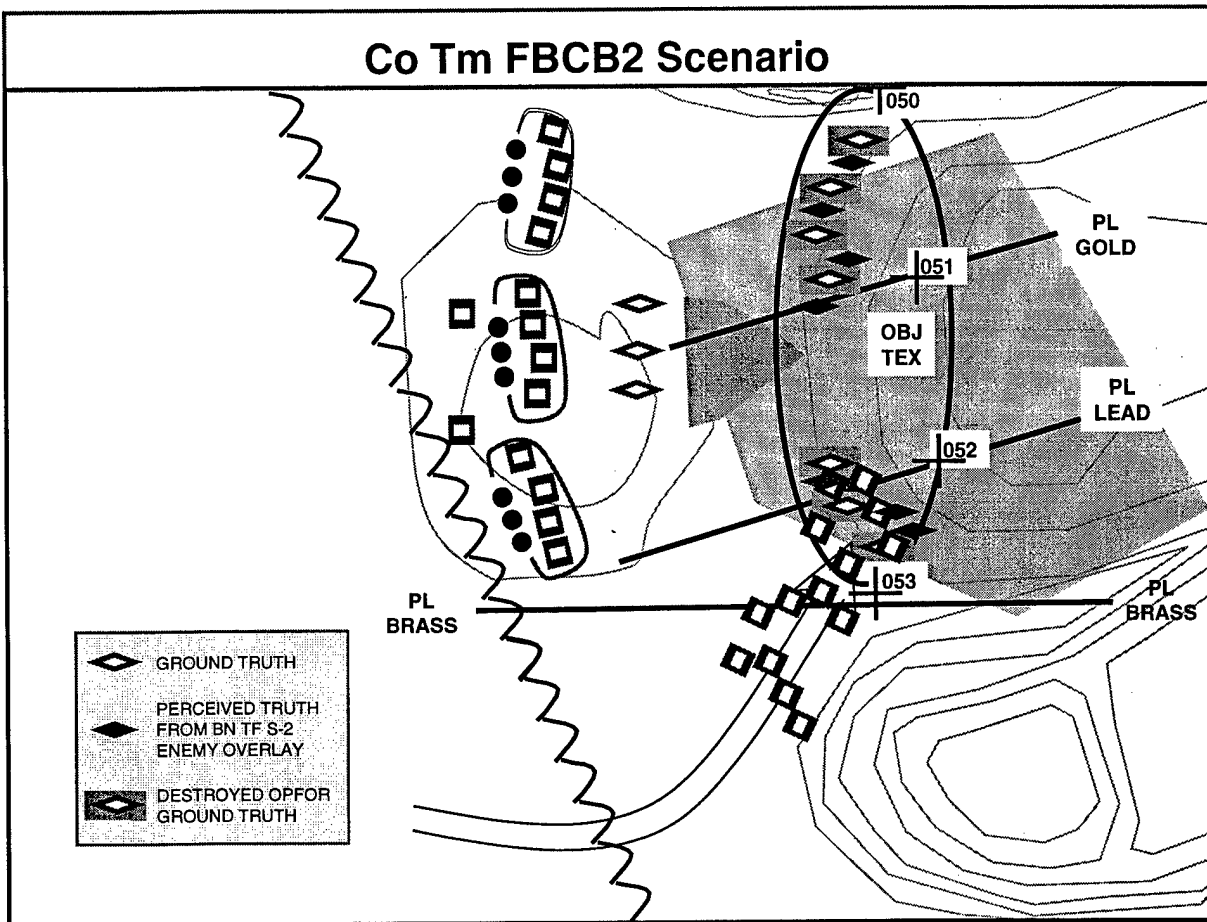 Co Tm FBCB2 Scenario
050
PL
GOLD
051
OBJ
TEX
PL
LEAD
052
053
PL
BRASS
PL
BRASS
GROUND TRUTH
PERCEIVED TRUTH
FROM BN TF S-2
ENEMY OVERLAY
DESTROYED OPFOR
GROUND TRUTH